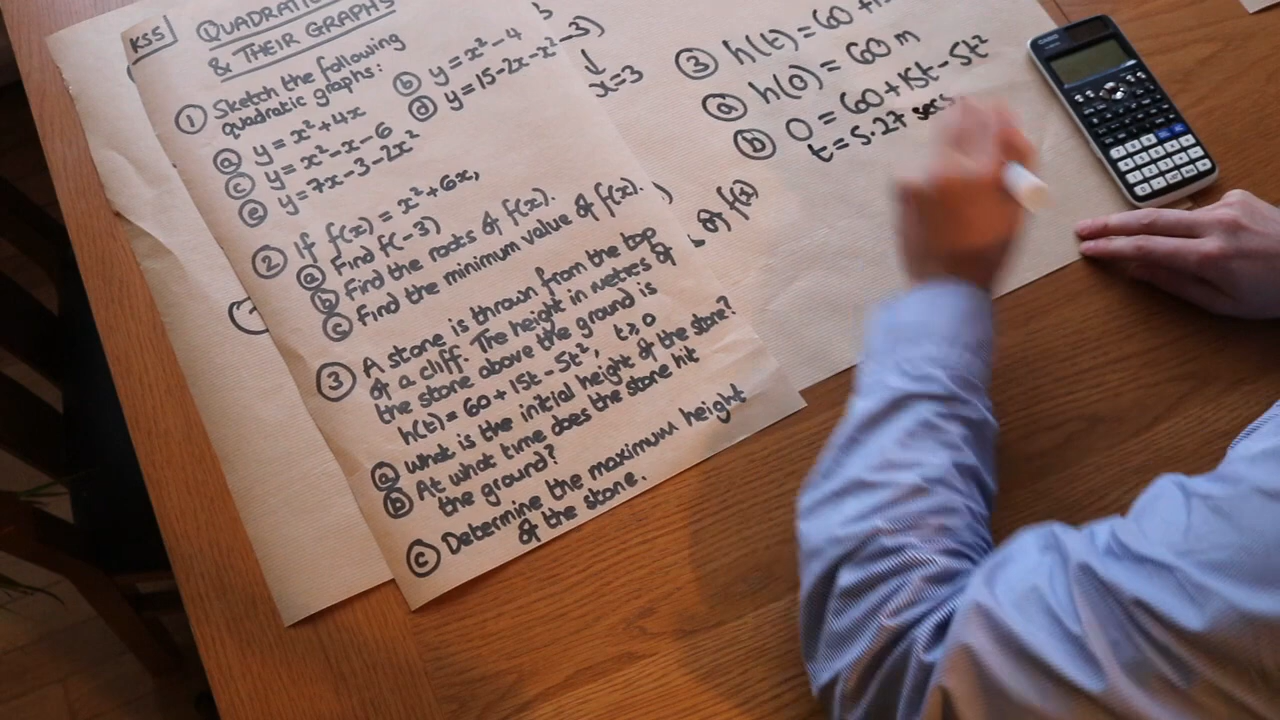 KS5
& THEIR GRAPHS
① Sketch the following
quadratic graphs:
ⓐ y = x² + 4x
ⓑ y = x² - 4
ⓒ y = x² - x - 6
ⓓ y = 15 - 2x - x²
ⓔ y = 7x - 3 - 2x²
② If f(x) = x² + 6x,
ⓐ Find f(-3)
ⓑ Find the roots of f(x).
ⓒ Find the minimum value of f(x).
③ A stone is thrown from the top
of a cliff. The height in metres of
the stone above the ground is
h(t) = 60 + 15t - 5t², t ≥ 0
ⓐ What is the initial height of the stone?
ⓑ At what time does the stone hit
the ground?
ⓒ Determine the maximum height
of the stone.
-3)
↓
x = 3
of f(x)
③ h(t) = 60 +
ⓐ h(0) = 60 m
ⓑ 0 = 60 + 15t - 5t²
t = 5.27 secs
CASIO